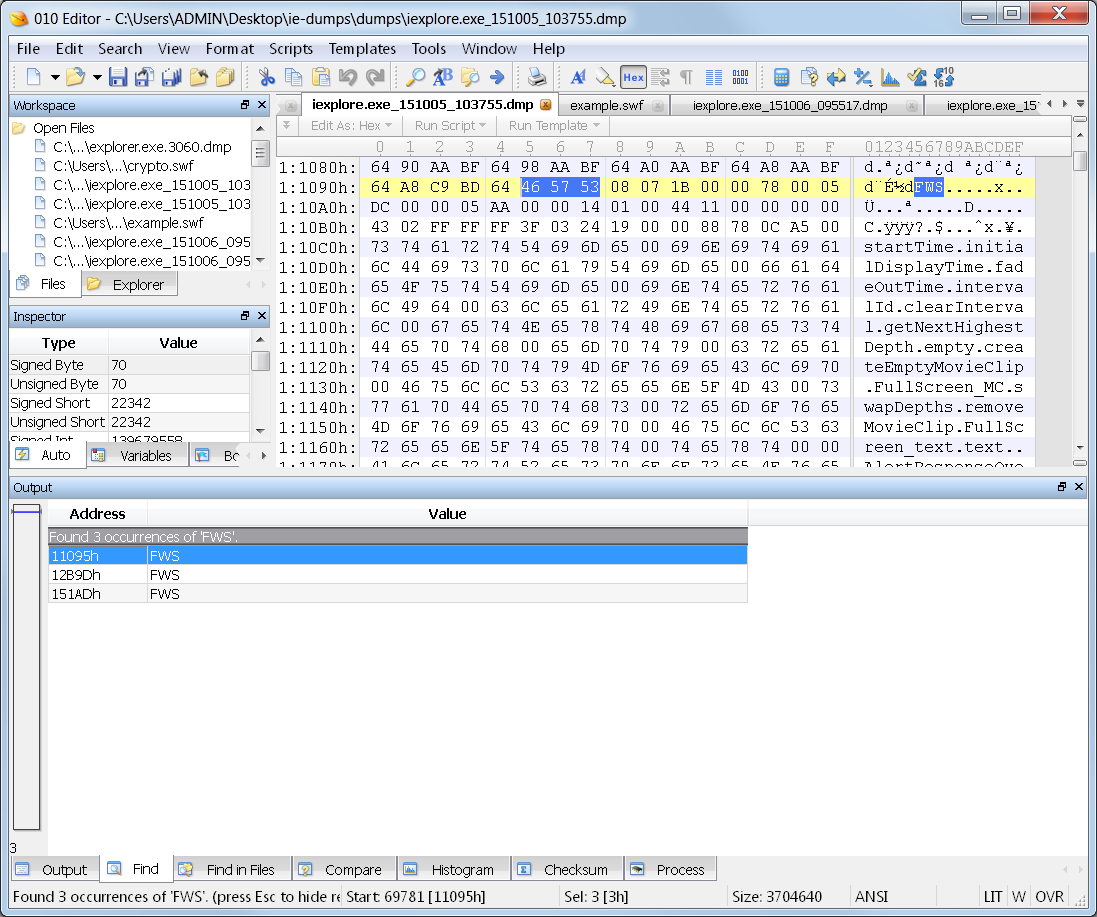 010 Editor - C:\Users\ADMIN\Desktop\ie-dumps\dumps\iexplore.exe_151005_103755.dmp
File Edit Search View Format Scripts Templates Tools Window Help
Workspace
Open Files
C:\...\explorer.exe.3060.dmp
C:\Users\...\crypto.swf
C:\...\iexplore.exe_151005_103
C:\...\iexplore.exe_151005_103
C:\Users\...\example.swf
C:\...\iexplore.exe_151006_095
C:\...\iexplore.exe_151006_095
Files Explorer
Inspector
Type Value
Signed Byte 70
Unsigned Byte 70
Signed Short 22342
Unsigned Short 22342
Signed Int 139679558
Auto Variables Bo
iexplore.exe_151005_103755.dmp example.swf iexplore.exe_151006_095517.dmp iexplore.exe_15
Edit As: Hex Run Script Run Template
0 1 2 3 4 5 6 7 8 9 A B C D E F 0123456789ABCDEF
1:1080h: 64 90 AA BF 64 98 AA BF 64 A0 AA BF 64 A8 AA BF d.ª¿d˜ª¿d ª¿d¨ª¿
1:1090h: 64 A8 C9 BD 64 46 57 53 08 07 1B 00 00 78 00 05 d¨É½dFWS.....x..
1:10A0h: DC 00 00 05 AA 00 00 14 01 00 44 11 00 00 00 00 Ü...ª.....D.....
1:10B0h: 43 02 FF FF FF 3F 03 24 19 00 00 88 78 0C A5 00 C.ÿÿÿ?.$...ˆx.¥.
1:10C0h: 73 74 61 72 74 54 69 6D 65 00 69 6E 69 74 69 61 startTime.initia
1:10D0h: 6C 44 69 73 70 6C 61 79 54 69 6D 65 00 66 61 64 lDisplayTime.fad
1:10E0h: 65 4F 75 74 54 69 6D 65 00 69 6E 74 65 72 76 61 eOutTime.interva
1:10F0h: 6C 49 64 00 63 6C 65 61 72 49 6E 74 65 72 76 61 lId.clearInterva
1:1100h: 6C 00 67 65 74 4E 65 78 74 48 69 67 68 65 73 74 l.getNextHighest
1:1110h: 44 65 70 74 68 00 65 6D 70 74 79 00 63 72 65 61 Depth.empty.crea
1:1120h: 74 65 45 6D 70 74 79 4D 6F 76 69 65 43 6C 69 70 teEmptyMovieClip
1:1130h: 00 46 75 6C 6C 53 63 72 65 65 6E 5F 4D 43 00 73 .FullScreen_MC.s
1:1140h: 77 61 70 44 65 70 74 68 73 00 72 65 6D 6F 76 65 wapDepths.remove
1:1150h: 4D 6F 76 69 65 43 6C 69 70 00 46 75 6C 6C 53 63 MovieClip.FullSc
1:1160h: 72 65 65 6E 5F 74 65 78 74 00 74 65 78 74 00 00 reen_text.text..
1:1170h: 41 6C 65 72 74 52 65 73 70 6F 6E 73 65 4F 76 65 AlertResponseOve
Output
Address Value
Found 3 occurrences of 'FWS'.
11095h FWS
12B9Dh FWS
151ADh FWS
3
Output Find Find in Files Compare Histogram Checksum Process
Found 3 occurrences of 'FWS'. (press Esc to hide re Start: 69781 [11095h] Sel: 3 [3h] Size: 3704640 ANSI LIT W OVR